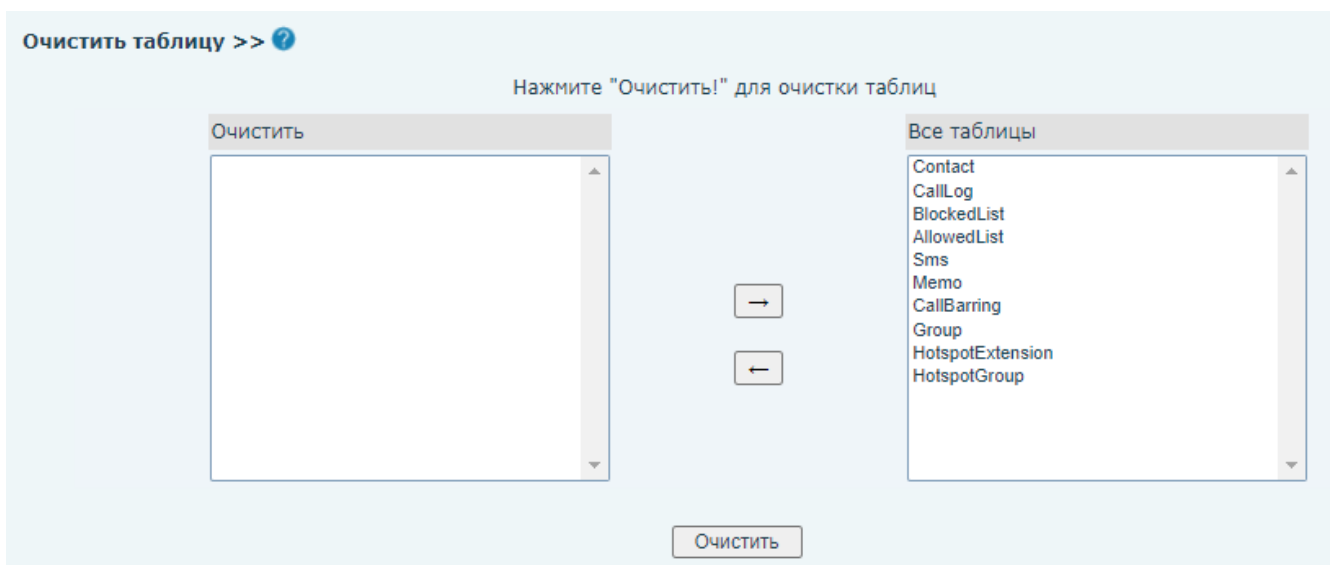 Очистить таблицу >> ?
Нажмите "Очистить!" для очистки таблиц
Очистить
Все таблицы
Contact
CallLog
BlockedList
AllowedList
Sms
Memo
CallBarring
Group
HotspotExtension
HotspotGroup
→
←
Очистить